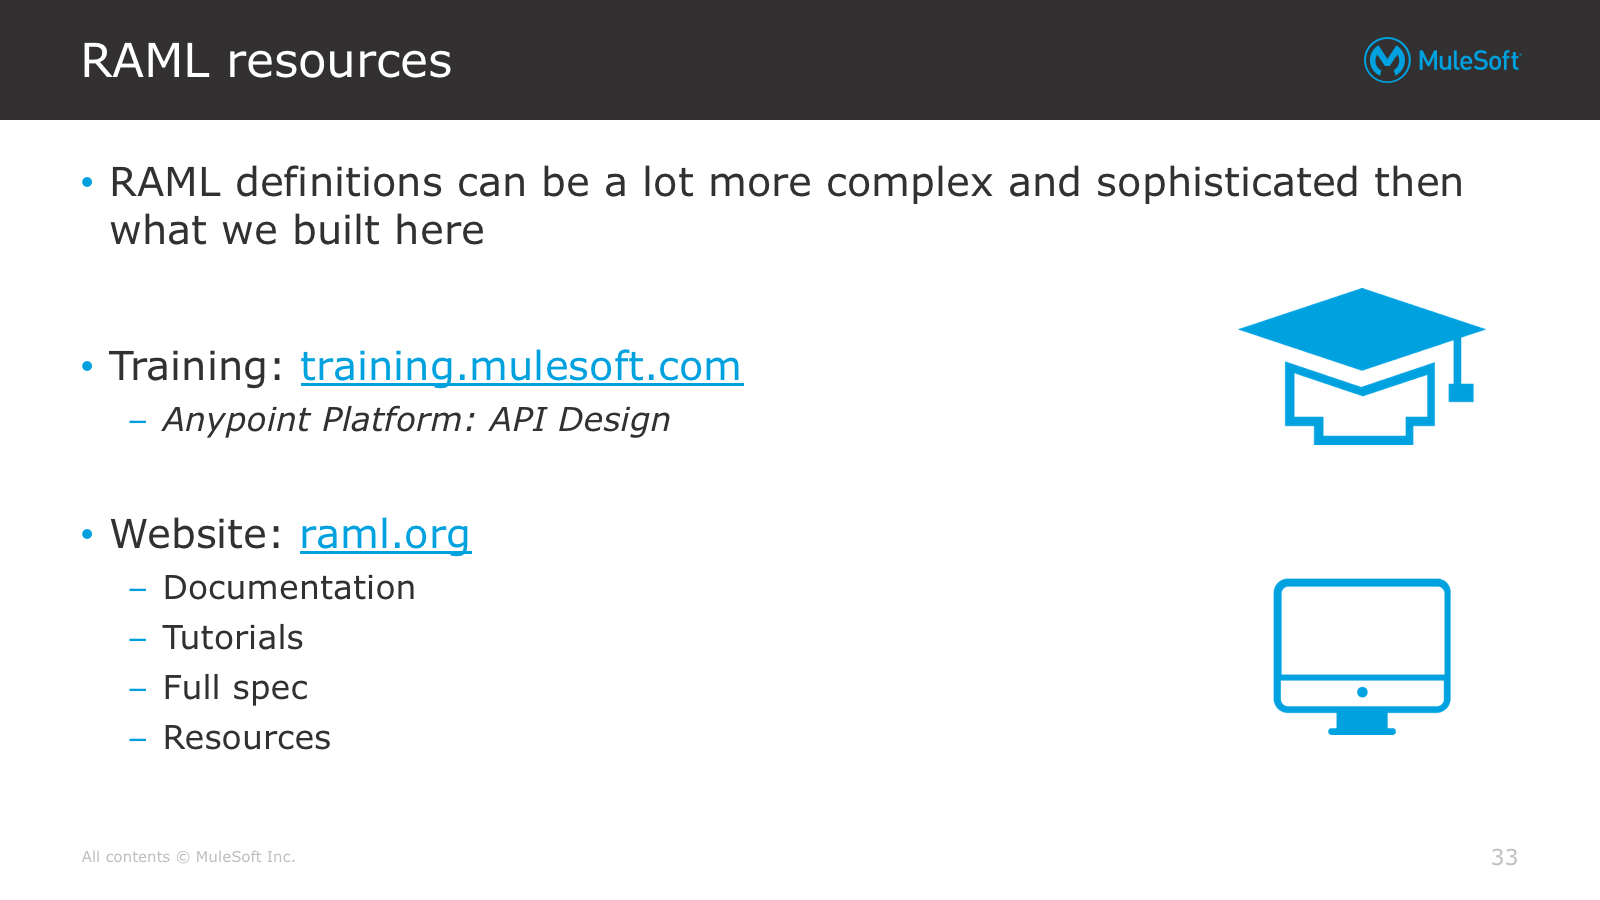 RAML resources
MuleSoft
• RAML definitions can be a lot more complex and sophisticated then
what we built here
• Training: training.mulesoft.com
– Anypoint Platform: API Design
• Website: raml.org
– Documentation
– Tutorials
– Full spec
– Resources
All contents © MuleSoft Inc.
33